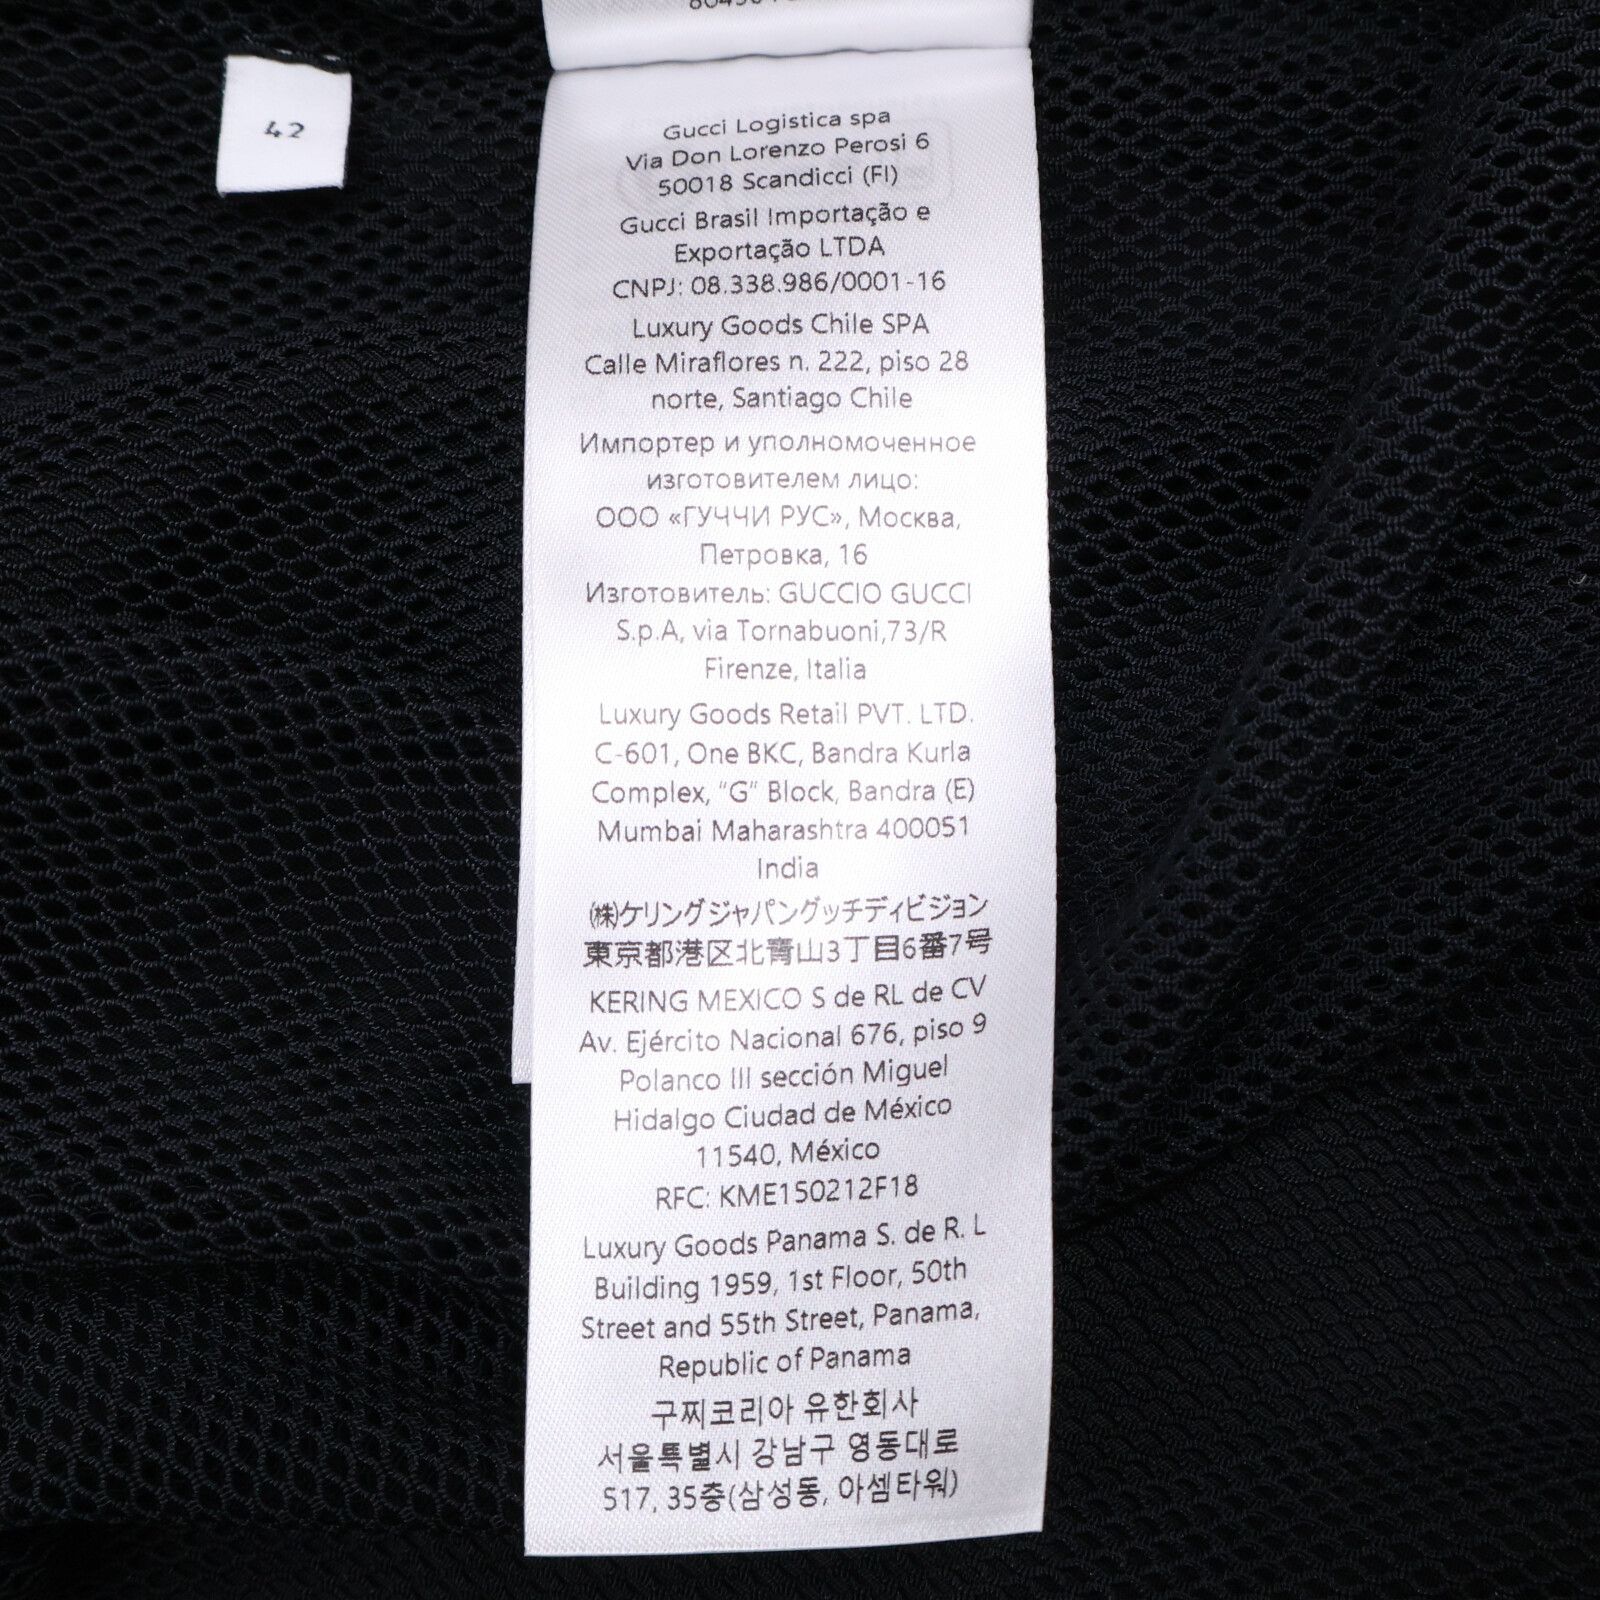 42
Gucci Logistica spa
Via Don Lorenzo Perosi 6
50018 Scandicci (FI)
Gucci Brasil Importação e
Exportação LTDA
CNPJ: 08.338.986/0001-16
Luxury Goods Chile SPA
Calle Miraflores n. 222, piso 28
norte, Santiago Chile
Импортер и уполномоченное
изготовителем лицо:
ООО «ГУЧЧИ РУС», Москва,
Петровка, 16
Изготовитель: GUCCIO GUCCI
S.p.A, via Tornabuoni,73/R
Firenze, Italia
Luxury Goods Retail PVT. LTD.
C-601, One BKC, Bandra Kurla
Complex, "G" Block, Bandra (E)
Mumbai Maharashtra 400051
India
㈱ケリングジャパングッチディビジョン
東京都港区北青山3丁目6番7号
KERING MEXICO S de RL de CV
Av. Ejército Nacional 676, piso 9
Polanco III sección Miguel
Hidalgo Ciudad de México
11540, México
RFC: KME150212F18
Luxury Goods Panama S. de R. L
Building 1959, 1st Floor, 50th
Street and 55th Street, Panama,
Republic of Panama
구찌코리아 유한회사
서울특별시 강남구 영동대로
517, 35층(삼성동, 아셈타워)